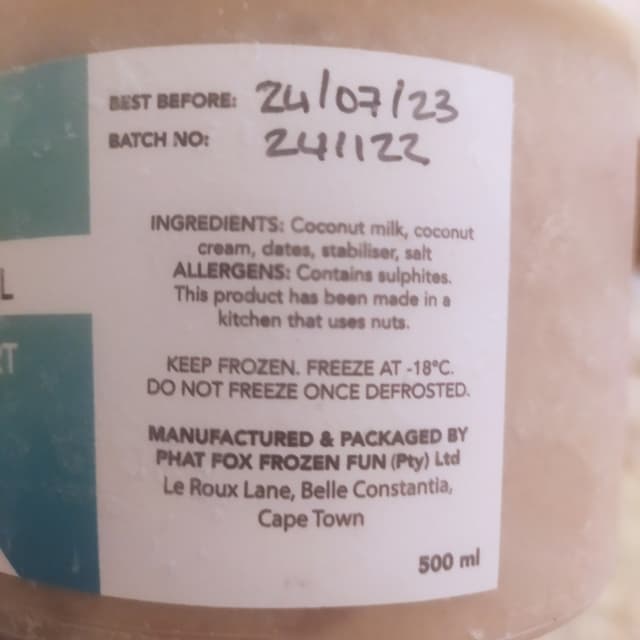 BEST BEFORE: 24/07/23
BATCH NO: 241122
INGREDIENTS: Coconut milk, coconut
cream, dates, stabiliser, salt
ALLERGENS: Contains sulphites.
This product has been made in a
kitchen that uses nuts.
KEEP FROZEN. FREEZE AT -18°C.
DO NOT FREEZE ONCE DEFROSTED.
MANUFACTURED & PACKAGED BY
PHAT FOX FROZEN FUN (Pty) Ltd
Le Roux Lane, Belle Constantia,
Cape Town
500 ml